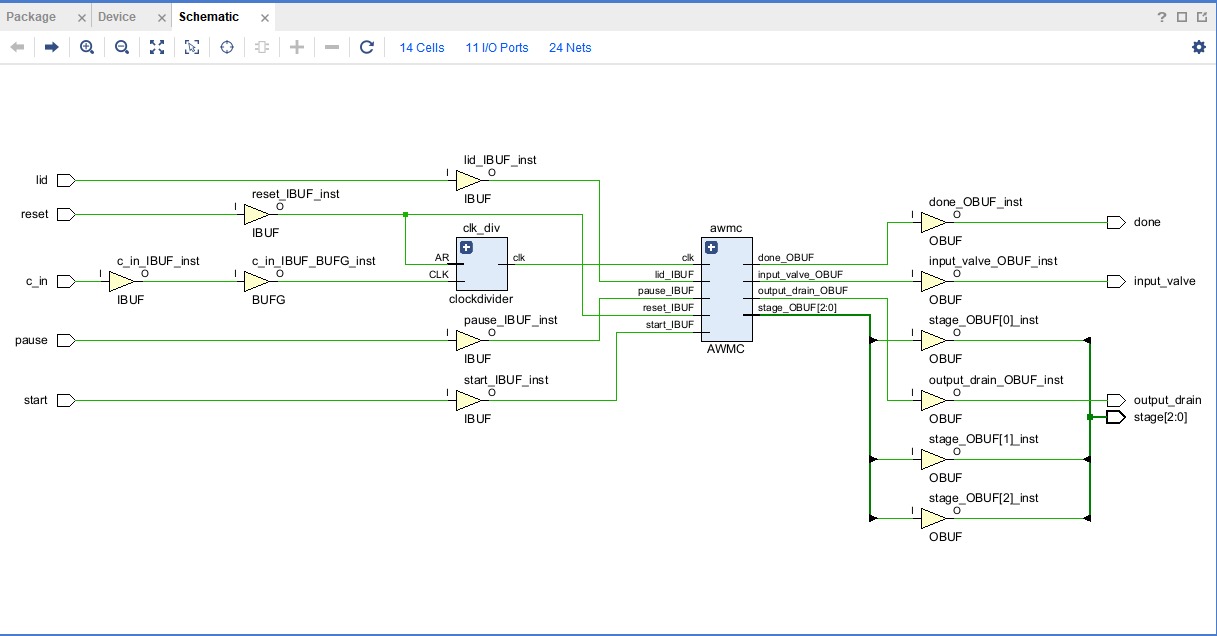 Package
Device
Schematic
14 Cells
11 I/O Ports
24 Nets
lid_IBUF_inst
lid
I
O
IBUF
reset_IBUF_inst
reset
I
O
IBUF
clk_div
AR
CLK
clk
clockdivider
c_in_IBUF_inst
c_in
I
O
IBUF
c_in_IBUF_BUFG_inst
I
O
BUFG
pause_IBUF_inst
pause
I
O
IBUF
start_IBUF_inst
start
I
O
IBUF
awmc
clk
lid_IBUF
pause_IBUF
reset_IBUF
start_IBUF
done_OBUF
input_valve_OBUF
output_drain_OBUF
stage_OBUF[2:0]
AWMC
done_OBUF_inst
I
O
OBUF
done
input_valve_OBUF_inst
I
O
OBUF
input_valve
stage_OBUF[0]_inst
I
O
OBUF
output_drain_OBUF_inst
I
O
OBUF
output_drain
stage[2:0]
stage_OBUF[1]_inst
I
O
OBUF
stage_OBUF[2]_inst
I
O
OBUF